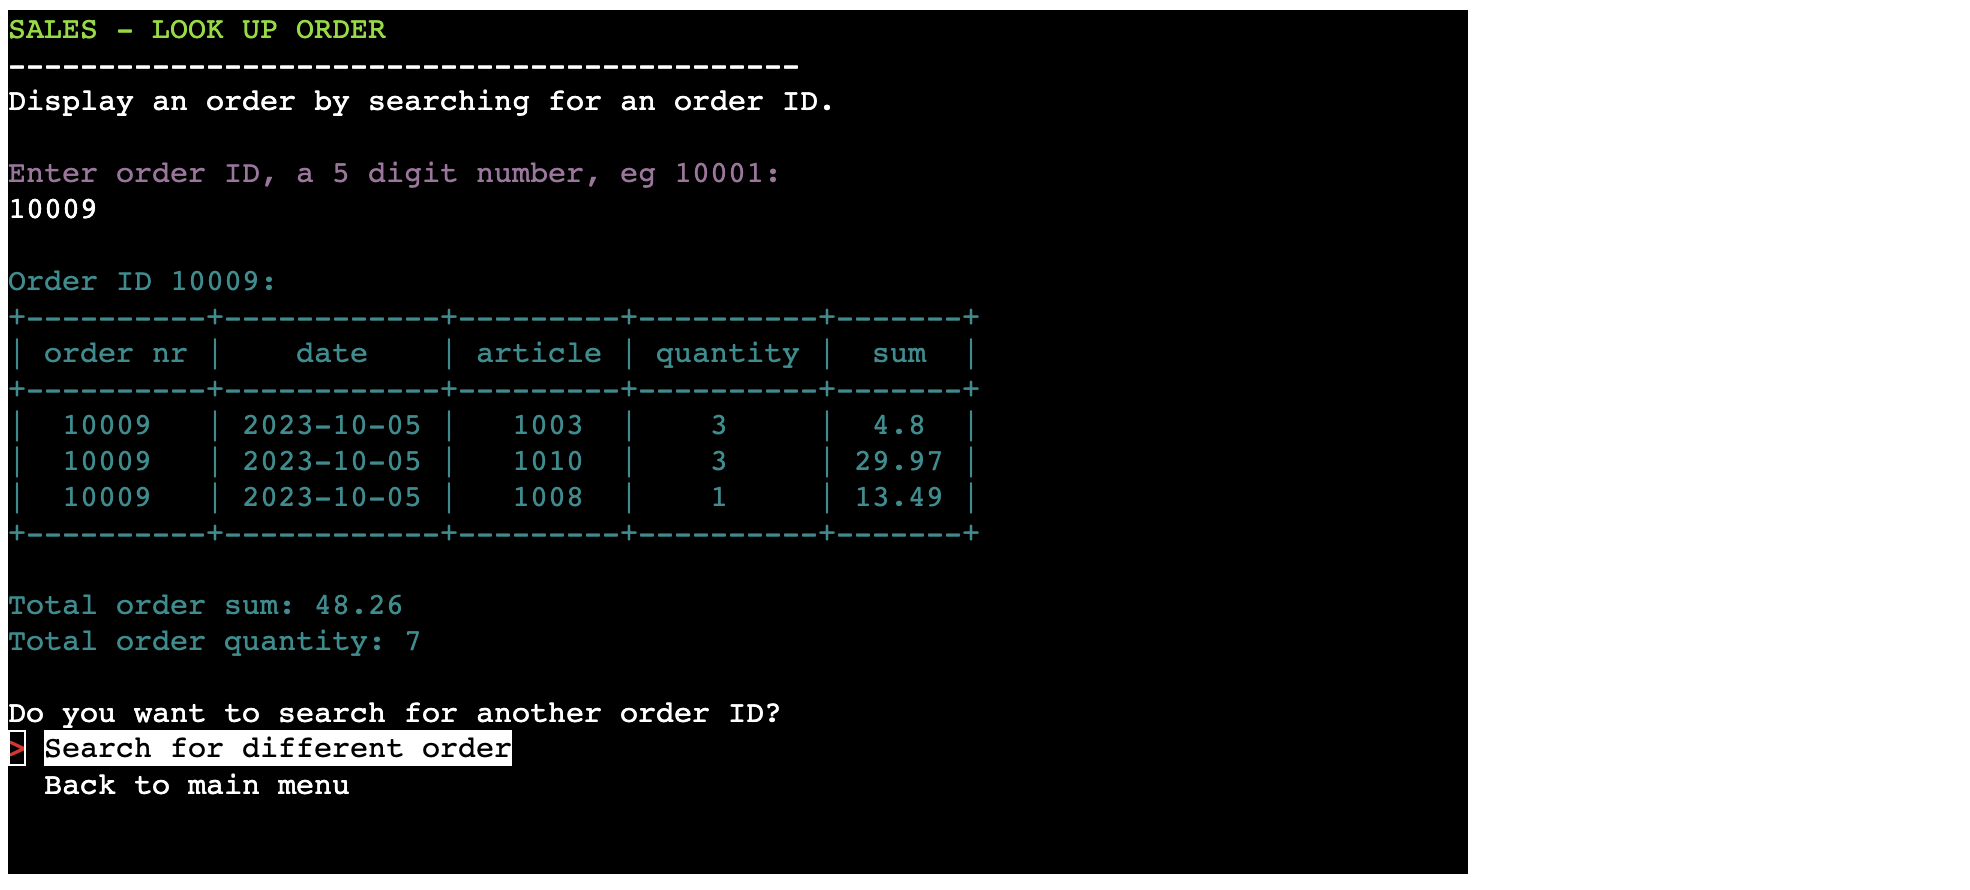 SALES - LOOK UP ORDER
--------------------------------------------
Display an order by searching for an order ID.
Enter order ID, a 5 digit number, eg 10001:
10009
Order ID 10009:
+----------+------------+---------+----------+-------+
| order nr |    date    | article | quantity |  sum  |
+----------+------------+---------+----------+-------+
|  10009   | 2023-10-05 |   1003  |    3     |  4.8  |
|  10009   | 2023-10-05 |   1010  |    3     | 29.97 |
|  10009   | 2023-10-05 |   1008  |    1     | 13.49 |
+----------+------------+---------+----------+-------+
Total order sum: 48.26
Total order quantity: 7
Do you want to search for another order ID?
> Search for different order
  Back to main menu